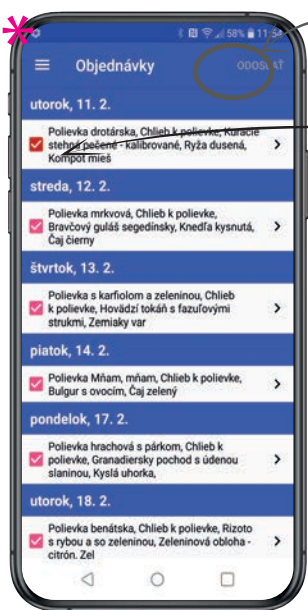 58% 11:54
Objednávky ODOSLAŤ
utorok, 11. 2.
Polievka drotárska, Chlieb k polievke, Kuracie
stehná pečené - kalibrované, Ryža dusená,
Kompót mieš
streda, 12. 2.
Polievka mrkvová, Chlieb k polievke,
Bravčový guláš segedínsky, Knedľa kysnutá,
Čaj čierny
štvrtok, 13. 2.
Polievka s karfiolom a zeleninou, Chlieb
k polievke, Hovädzí tokáň s fazuľovými
strukmi, Zemiaky var
piatok, 14. 2.
Polievka Mňam, mňam, Chlieb k polievke,
Bulgur s ovocím, Čaj zelený
pondelok, 17. 2.
Polievka hrachová s párkom, Chlieb k
polievke, Granadiersky pochod s údenou
slaninou, Kyslá uhorka,
utorok, 18. 2.
Polievka benátska, Chlieb k polievke, Rizoto
s rybou a so zeleninou, Zeleninová obloha -
citrón. Zel